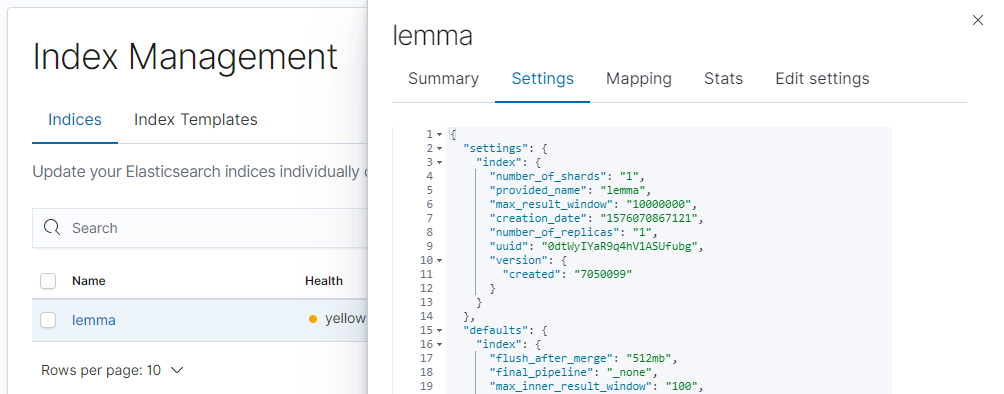 Index Management
Indices Index Templates
Update your Elasticsearch indices individually
Search
Name Health
lemma yellow
Rows per page: 10
lemma
Summary Settings Mapping Stats Edit settings
1 {
2 "settings": {
3 "index": {
4 "number_of_shards": "1",
5 "provided_name": "lemma",
6 "max_result_window": "10000000",
7 "creation_date": "1576070867121",
8 "number_of_replicas": "1",
9 "uuid": "0dtWyIYaR9q4hV1ASUfubg",
10 "version": {
11 "created": "7050099"
12 }
13 }
14 },
15 "defaults": {
16 "index": {
17 "flush_after_merge": "512mb",
18 "final_pipeline": "_none",
19 "max_inner_result_window": "100",